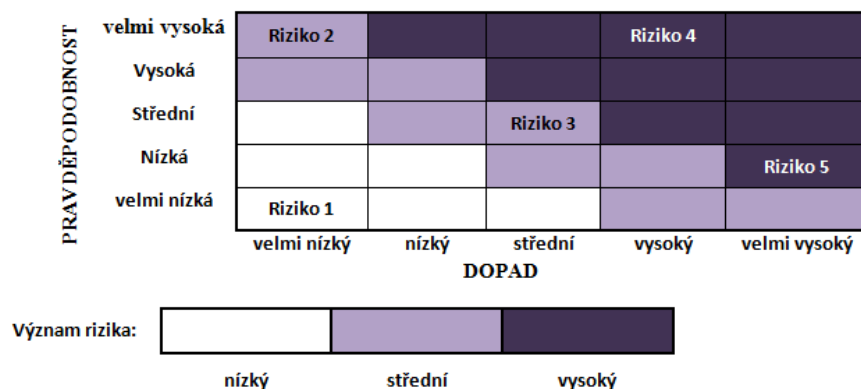 PRAVDĚPODOBNOST
velmi vysoká Riziko 2 Riziko 4
Vysoká
Střední Riziko 3
Nízká Riziko 5
velmi nízká Riziko 1
velmi nízký nízký střední vysoký velmi vysoký
DOPAD
Význam rizika:
nízký střední vysoký